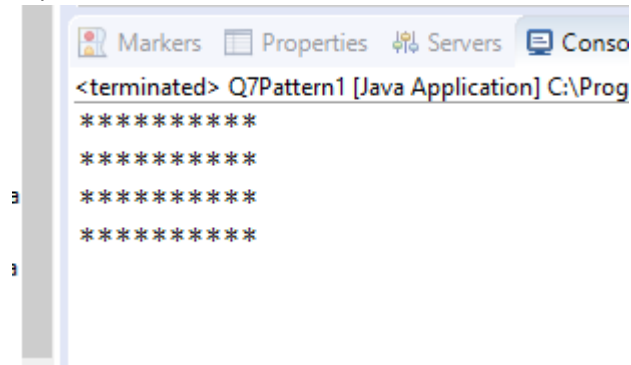 Markers Properties Servers Conso
<terminated> Q7Pattern1 [Java Application] C:\Prog
**********
**********
**********
**********
a
a